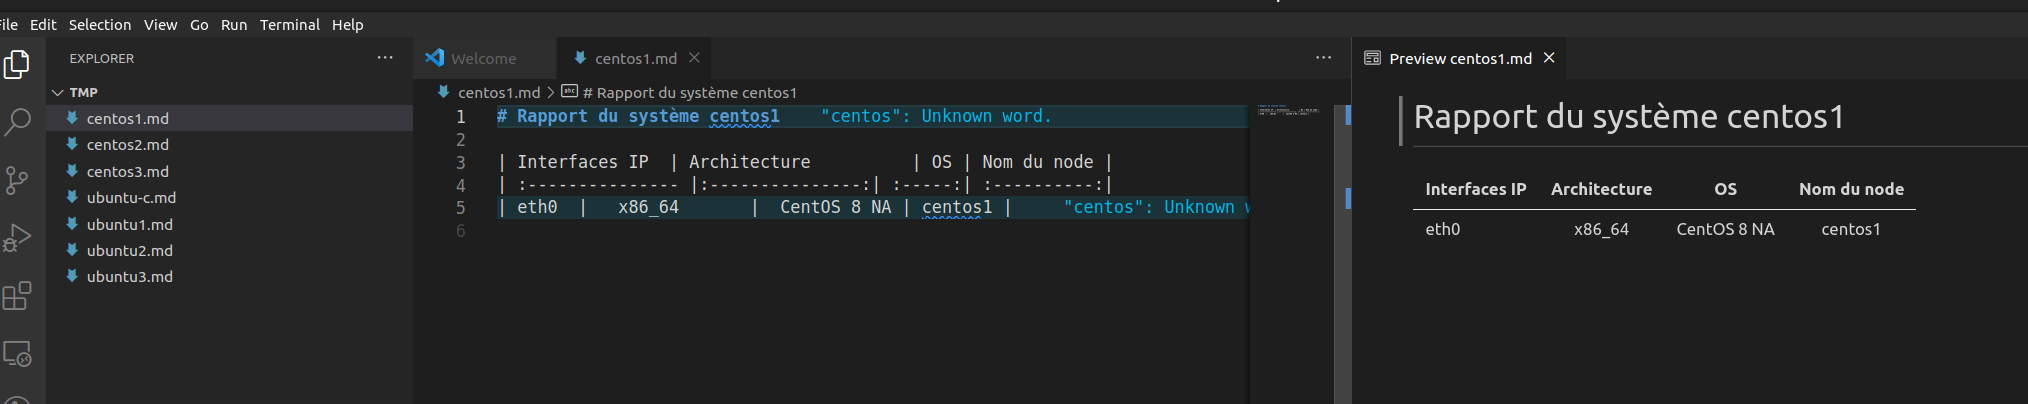 File Edit Selection View Go Run Terminal Help
EXPLORER
TMP
centos1.md
centos2.md
centos3.md
ubuntu-c.md
ubuntu1.md
ubuntu2.md
ubuntu3.md
Welcome centos1.md
centos1.md > # Rapport du système centos1
1 # Rapport du système centos1 "centos": Unknown word.
2
3 | Interfaces IP | Architecture | OS | Nom du node |
4 | :--------------- |:---------------:| :-----:| :----------:|
5 | eth0 | x86_64 | CentOS 8 NA | centos1 | "centos": Unknown
6
Preview centos1.md
Rapport du système centos1
Interfaces IP Architecture OS Nom du node
eth0 x86_64 CentOS 8 NA centos1